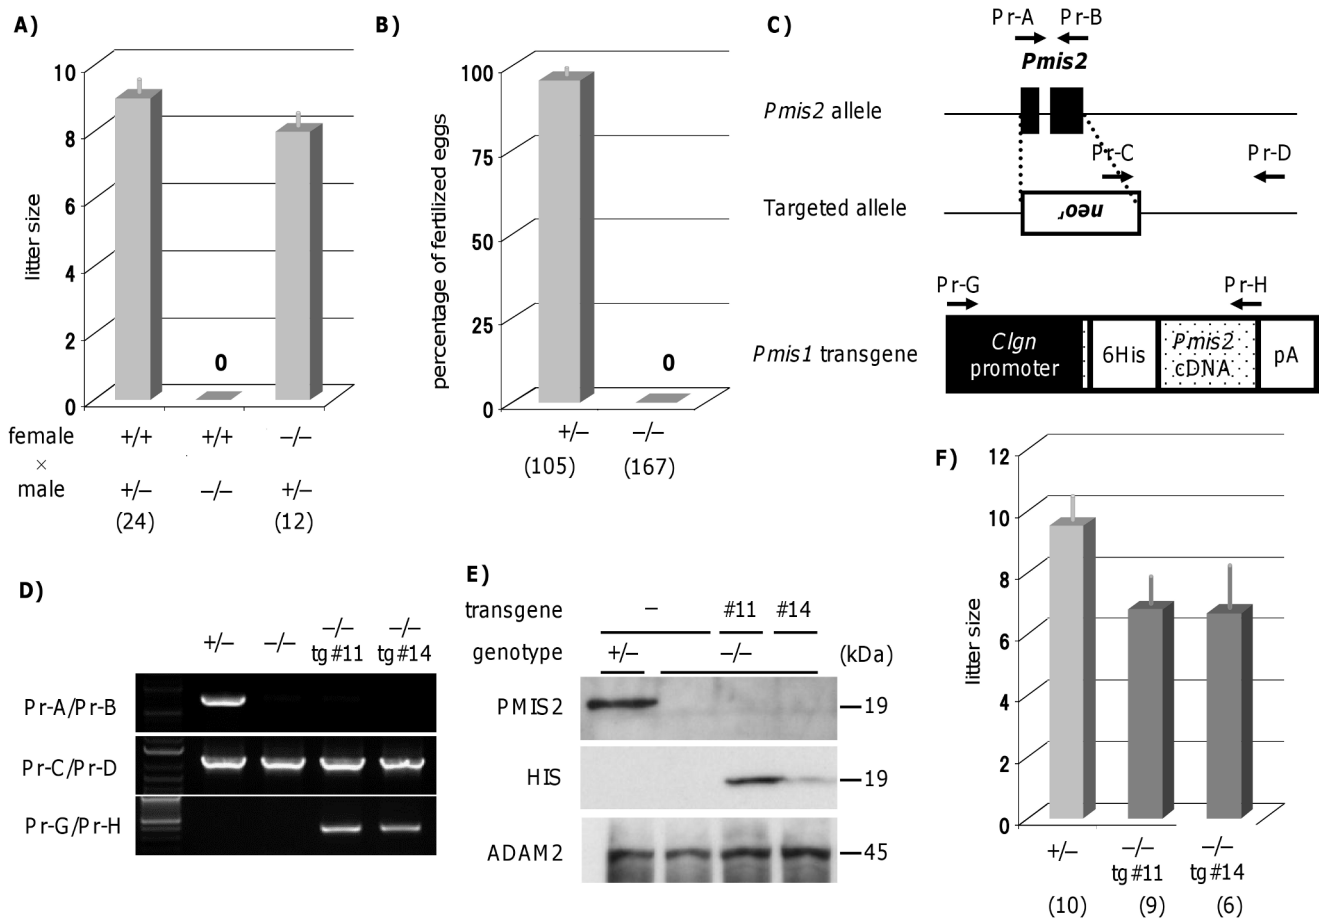 A)
litter size
10
8
6
4
2
0
0
female +/+ +/+ −/−
×
male +/− −/− +/−
(24) (12)
B)
percentage of fertilized eggs
100
75
50
25
0
0
+/− −/−
(105) (167)
C)
Pr-A Pr-B
Pmis2
Pmis2 allele
Pr-C Pr-D
Targeted allele
neoʳ
Pr-G Pr-H
Pmis1 transgene
Clgn promoter
6His
Pmis2 cDNA
pA
D)
+/− −/− −/− tg#11 −/− tg#14
Pr-A/Pr-B
Pr-C/Pr-D
Pr-G/Pr-H
E)
transgene − #11 #14
genotype +/− −/− (kDa)
PMIS2 19
HIS 19
ADAM2 45
F)
litter size
12
10
8
6
4
2
0
+/− −/− −/−
tg#11 tg#14
(10) (9) (6)